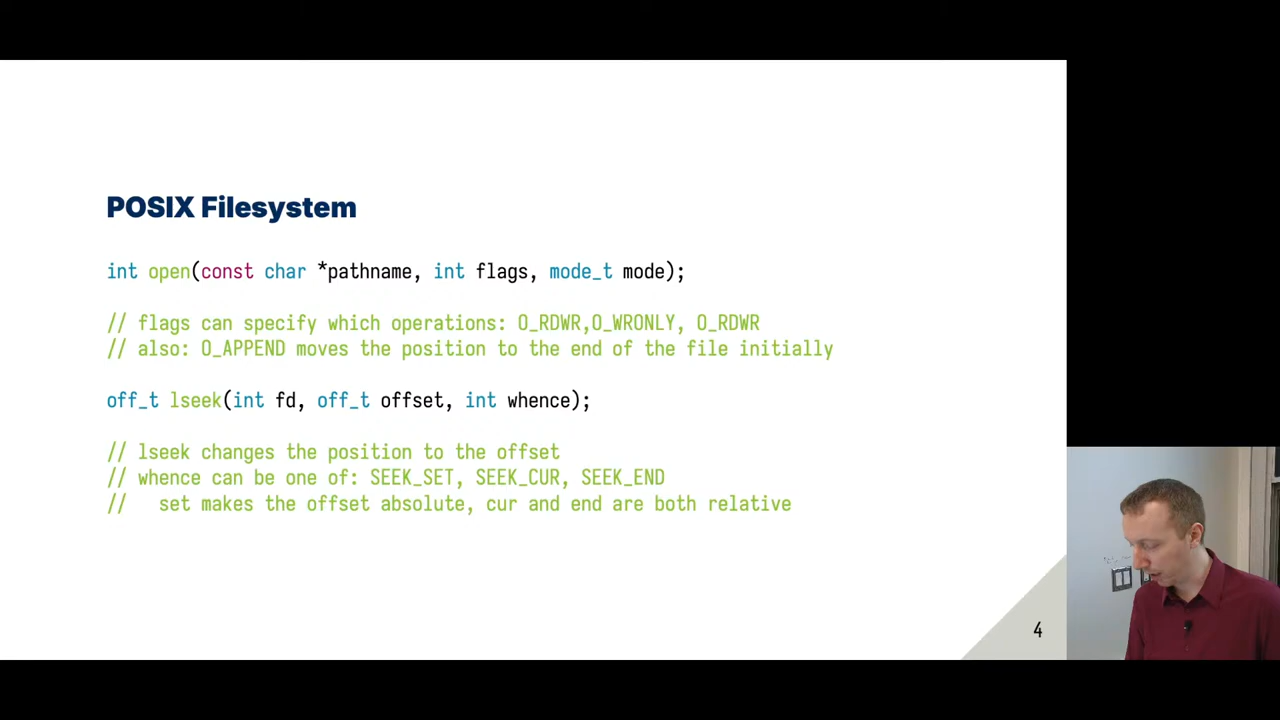 POSIX Filesystem
int open(const char *pathname, int flags, mode_t mode);
// flags can specify which operations: O_RDWR,O_WRONLY, O_RDWR
// also: O_APPEND moves the position to the end of the file initially
off_t lseek(int fd, off_t offset, int whence);
// lseek changes the position to the offset
// whence can be one of: SEEK_SET, SEEK_CUR, SEEK_END
// set makes the offset absolute, cur and end are both relative
4